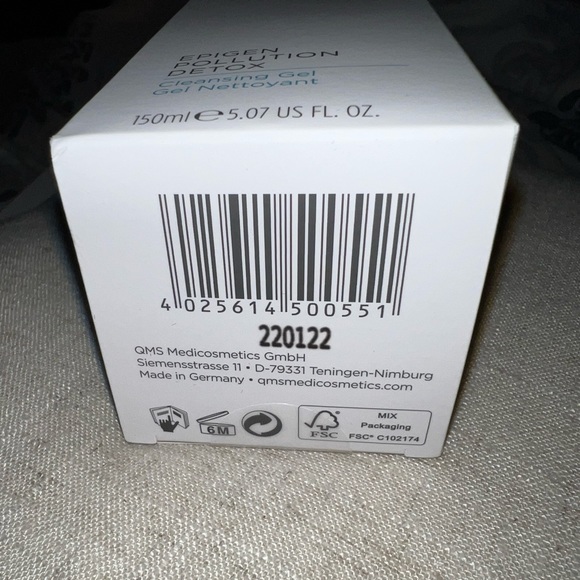 EPIGEN
POLLUTION
DETOX
Cleansing Gel
Gel Nettoyant
150ml ℮ 5.07 US FL. OZ.
4 025614 500551
220122
QMS Medicosmetics GmbH
Siemensstrasse 11 • D-79331 Teningen-Nimburg
Made in Germany • qmsmedicosmetics.com
6M
FSC
MIX
Packaging
FSC® C102174